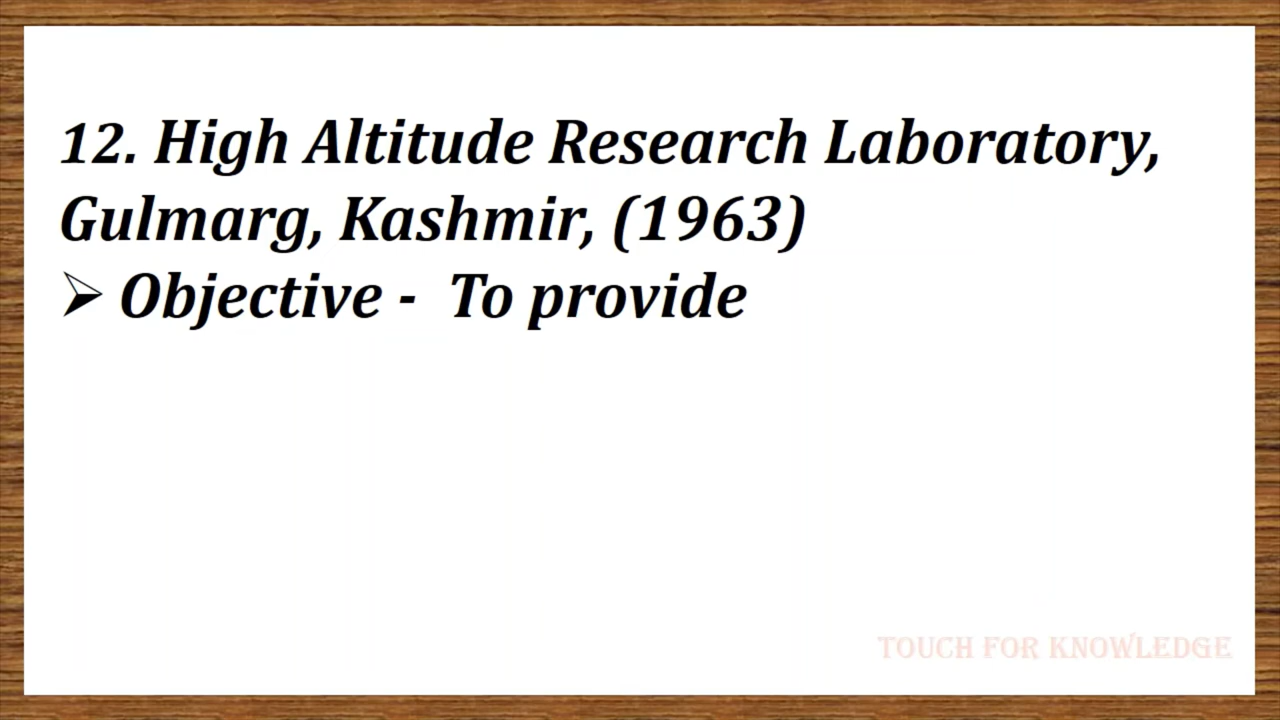 12. High Altitude Research Laboratory,
Gulmarg, Kashmir, (1963)
➢ Objective - To provide
TOUCH FOR KNOWLEDGE